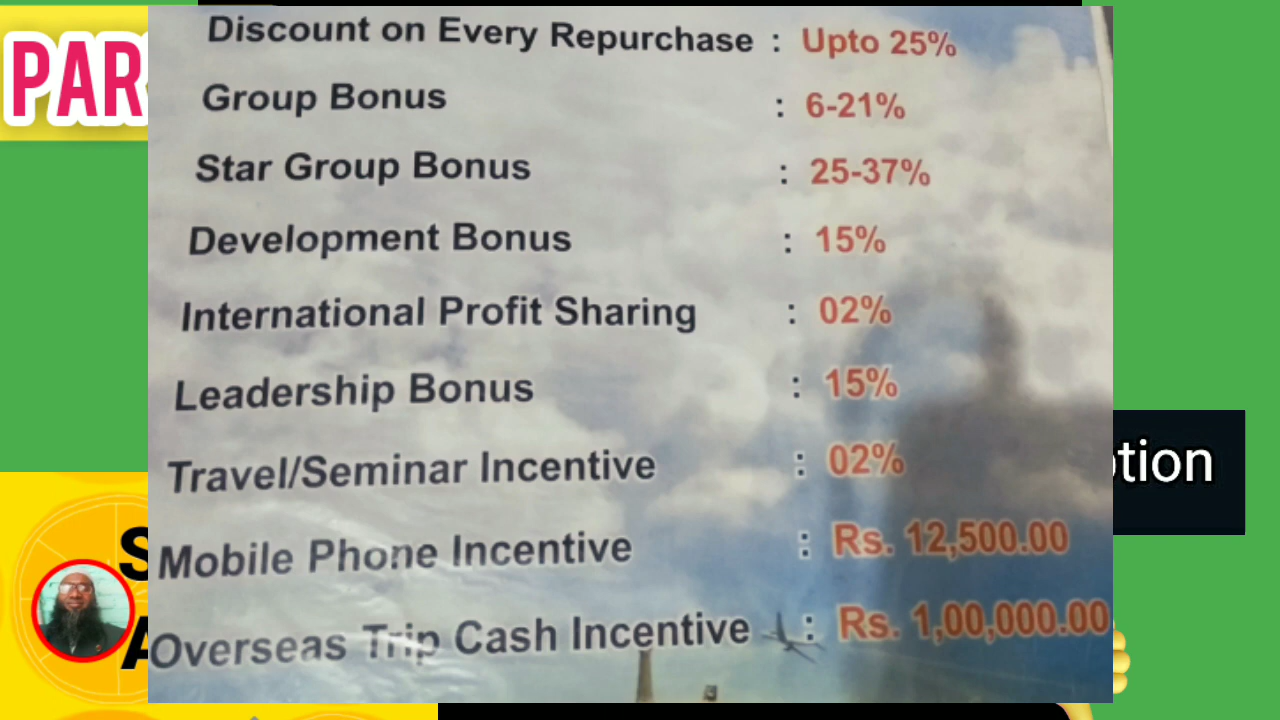 Discount on Every Repurchase : Upto 25%
Group Bonus : 6-21%
Star Group Bonus : 25-37%
Development Bonus : 15%
International Profit Sharing : 02%
Leadership Bonus : 15%
Travel/Seminar Incentive : 02%
Mobile Phone Incentive : Rs. 12,500.00
Overseas Trip Cash Incentive : Rs. 1,00,000.00
PAR
tion
S
A